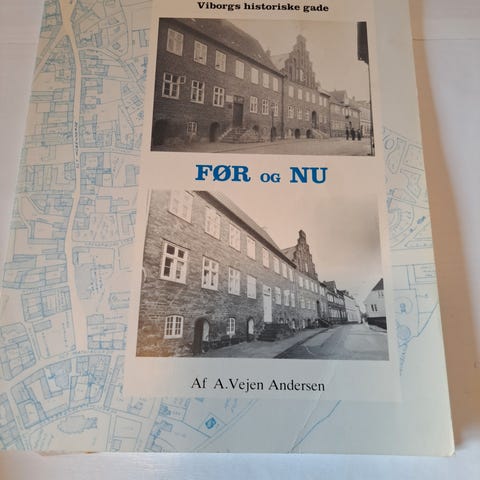 Viborgs historiske gade
FØR OG NU
Af A.Vejen Andersen